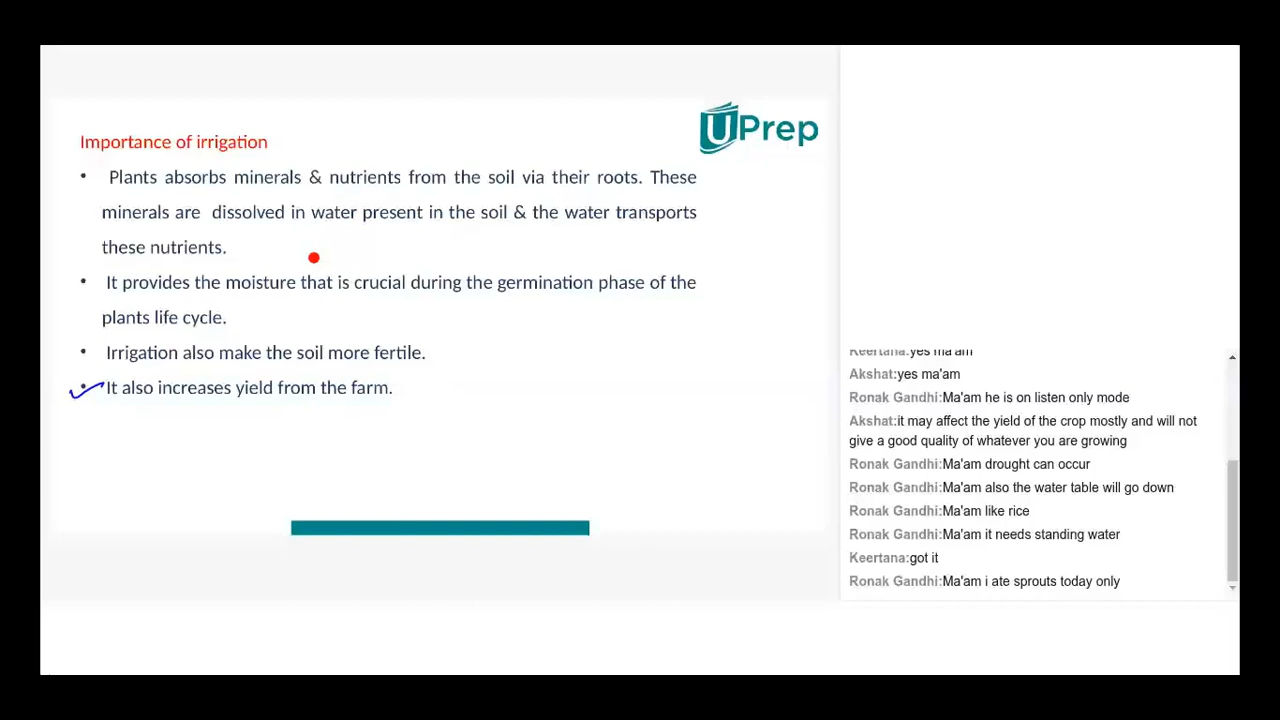 UPrep
Importance of irrigation
• Plants absorbs minerals & nutrients from the soil via their roots. These
minerals are dissolved in water present in the soil & the water transports
these nutrients.
• It provides the moisture that is crucial during the germination phase of the
plants life cycle.
• Irrigation also make the soil more fertile.
• It also increases yield from the farm.
Keertana:yes ma'am
Akshat:yes ma'am
Ronak Gandhi:Ma'am he is on listen only mode
Akshat:it may affect the yield of the crop mostly and will not
give a good quality of whatever you are growing
Ronak Gandhi:Ma'am drought can occur
Ronak Gandhi:Ma'am also the water table will go down
Ronak Gandhi:Ma'am like rice
Ronak Gandhi:Ma'am it needs standing water
Keertana:got it
Ronak Gandhi:Ma'am i ate sprouts today only